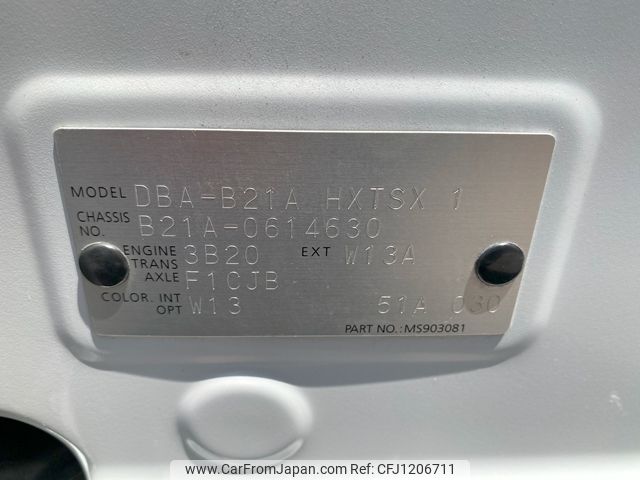 MODEL DBA-B21A HXTSX 1
CHASSIS NO. B21A-0614630
ENGINE 3B20 EXT W13A
TRANS AXLE F1CJB
COLOR. INT OPT W13 51A 030
PART NO.: MS903081
www.CarFromJapan.com | CFJ1206711